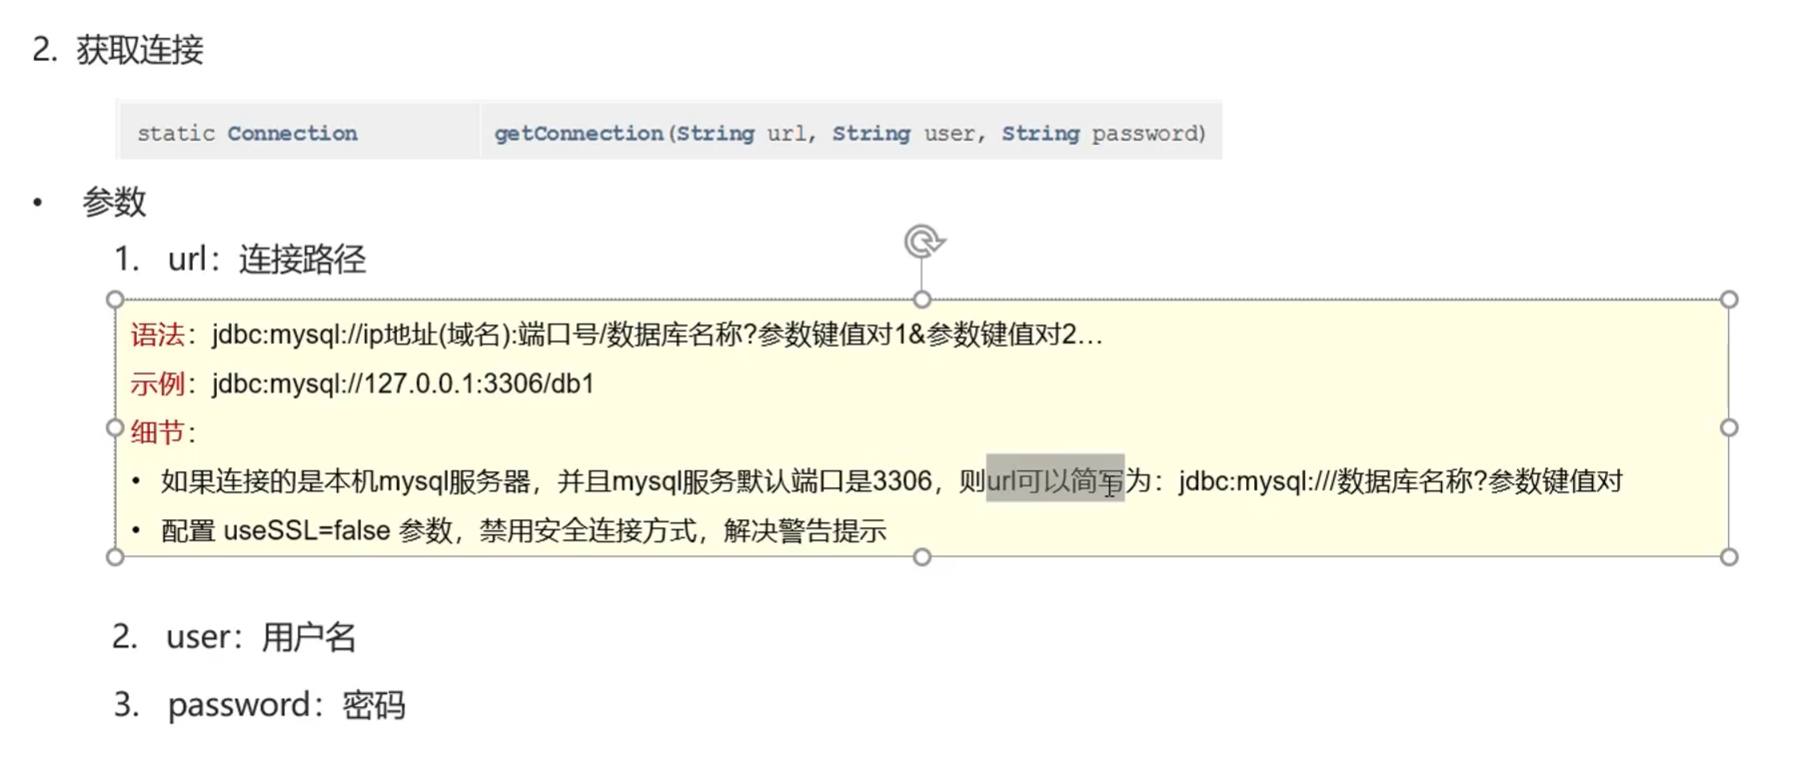 2. 获取连接
static Connection getConnection(String url, String user, String password)
• 参数
1. url：连接路径
语法：jdbc:mysql://ip地址(域名):端口号/数据库名称?参数键值对1&参数键值对2…
示例：jdbc:mysql://127.0.0.1:3306/db1
细节：
• 如果连接的是本机mysql服务器，并且mysql服务默认端口是3306，则url可以简写为：jdbc:mysql:///数据库名称?参数键值对
• 配置 useSSL=false 参数，禁用安全连接方式，解决警告提示
2. user：用户名
3. password：密码